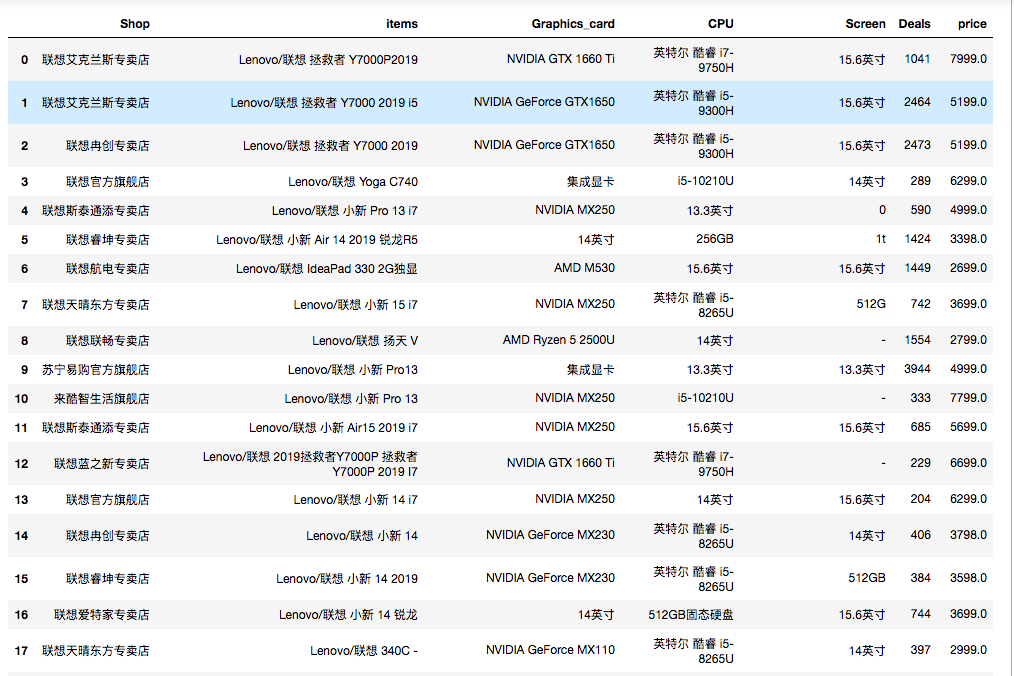 Shop items Graphics_card CPU Screen Deals price
0 联想艾克兰斯专卖店 Lenovo/联想 拯救者 Y7000P2019 NVIDIA GTX 1660 Ti 英特尔 酷睿 i7-
9750H 15.6英寸 1041 7999.0
1 联想艾克兰斯专卖店 Lenovo/联想 拯救者 Y7000 2019 i5 NVIDIA GeForce GTX1650 英特尔 酷睿 i5-
9300H 15.6英寸 2464 5199.0
2 联想冉创专卖店 Lenovo/联想 拯救者 Y7000 2019 NVIDIA GeForce GTX1650 英特尔 酷睿 i5-
9300H 15.6英寸 2473 5199.0
3 联想官方旗舰店 Lenovo/联想 Yoga C740 集成显卡 i5-10210U 14英寸 289 6299.0
4 联想斯泰通添专卖店 Lenovo/联想 小新 Pro 13 i7 NVIDIA MX250 13.3英寸 0 590 4999.0
5 联想睿坤专卖店 Lenovo/联想 小新 Air 14 2019 锐龙R5 14英寸 256GB 1t 1424 3398.0
6 联想航电专卖店 Lenovo/联想 IdeaPad 330 2G独显 AMD M530 15.6英寸 15.6英寸 1449 2699.0
7 联想天晴东方专卖店 Lenovo/联想 小新 15 i7 NVIDIA MX250 英特尔 酷睿 i5-
8265U 512G 742 3699.0
8 联想联畅专卖店 Lenovo/联想 扬天 V AMD Ryzen 5 2500U 14英寸 - 1554 2799.0
9 苏宁易购官方旗舰店 Lenovo/联想 小新 Pro13 集成显卡 13.3英寸 13.3英寸 3944 4999.0
10 来酷智生活旗舰店 Lenovo/联想 小新 Pro 13 NVIDIA MX250 i5-10210U - 333 7799.0
11 联想斯泰通添专卖店 Lenovo/联想 小新 Air15 2019 i7 NVIDIA MX250 15.6英寸 15.6英寸 685 5699.0
12 联想蓝之新专卖店 Lenovo/联想 2019拯救者Y7000P 拯救者
Y7000P 2019 I7 NVIDIA GTX 1660 Ti 英特尔 酷睿 i7-
9750H - 229 6699.0
13 联想官方旗舰店 Lenovo/联想 小新 14 i7 NVIDIA MX250 14英寸 15.6英寸 204 6299.0
14 联想冉创专卖店 Lenovo/联想 小新 14 NVIDIA GeForce MX230 英特尔 酷睿 i5-
8265U 14英寸 406 3798.0
15 联想睿坤专卖店 Lenovo/联想 小新 14 2019 NVIDIA GeForce MX230 英特尔 酷睿 i5-
8265U 512GB 384 3598.0
16 联想爱特家专卖店 Lenovo/联想 小新 14 锐龙 14英寸 512GB固态硬盘 15.6英寸 744 3699.0
17 联想天晴东方专卖店 Lenovo/联想 340C - NVIDIA GeForce MX110 英特尔 酷睿 i5-
8265U 14英寸 397 2999.0